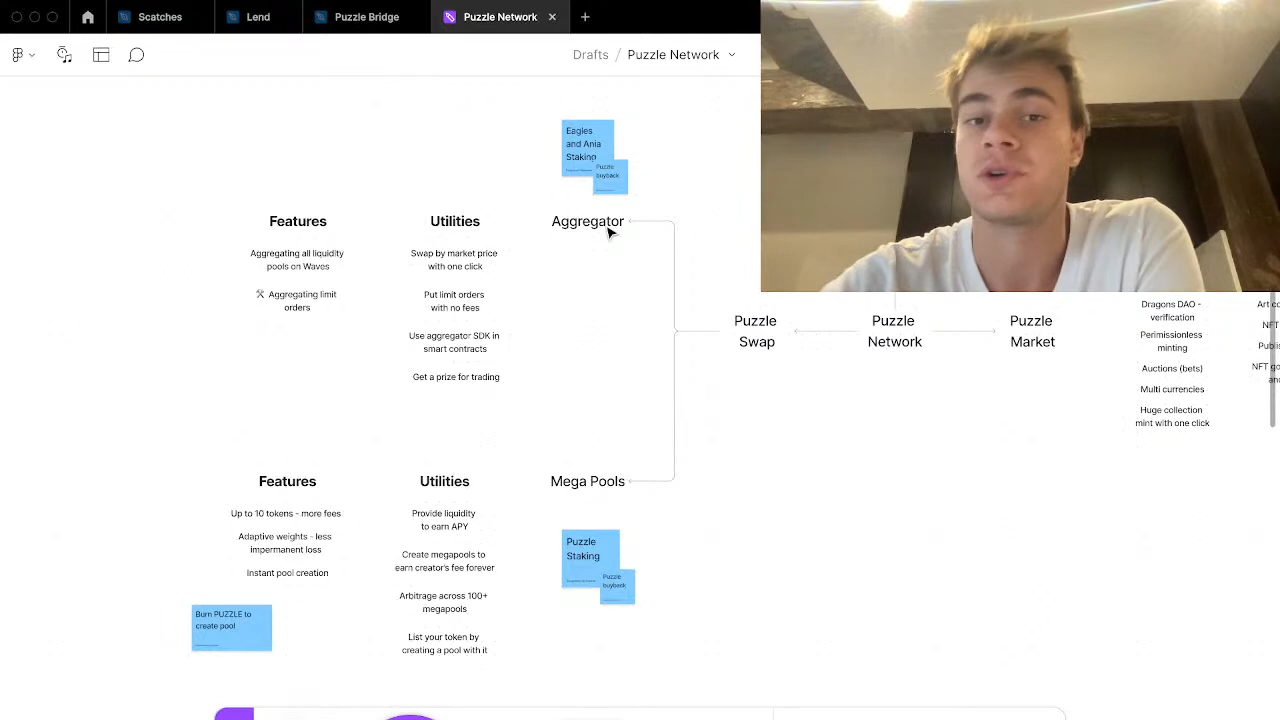 Scatches
Lend
Puzzle Bridge
Puzzle Network
Drafts / Puzzle Network
Eagles
and Ania
Staking
Puzzle
buyback
Features
Utilities
Aggregator
Aggregating all liquidity
pools on Waves
Aggregating limit
orders
Swap by market price
with one click
Put limit orders
with no fees
Use aggregator SDK in
smart contracts
Get a prize for trading
Puzzle
Swap
Puzzle
Network
Puzzle
Market
Dragons DAO -
verification
Perimissionless
minting
Auctions (bets)
Multi currencies
Huge collection
mint with one click
Features
Utilities
Mega Pools
Up to 10 tokens - more fees
Adaptive weights - less
impermanent loss
Instant pool creation
Burn PUZZLE to
create pool
Provide liquidity
to earn APY
Create megapools to
earn creator's fee forever
Arbitrage across 100+
megapools
List your token by
creating a pool with it
Puzzle
Staking
Puzzle
buyback